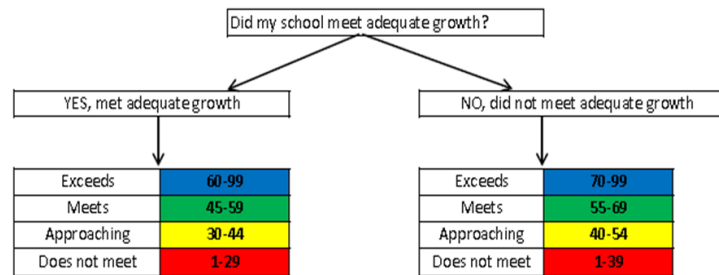 Did my school meet adequate growth?
YES, met adequate growth
NO, did not meet adequate growth
Exceeds 60-99
Meets 45-59
Approaching 30-44
Does not meet 1-29
Exceeds 70-99
Meets 55-69
Approaching 40-54
Does not meet 1-39